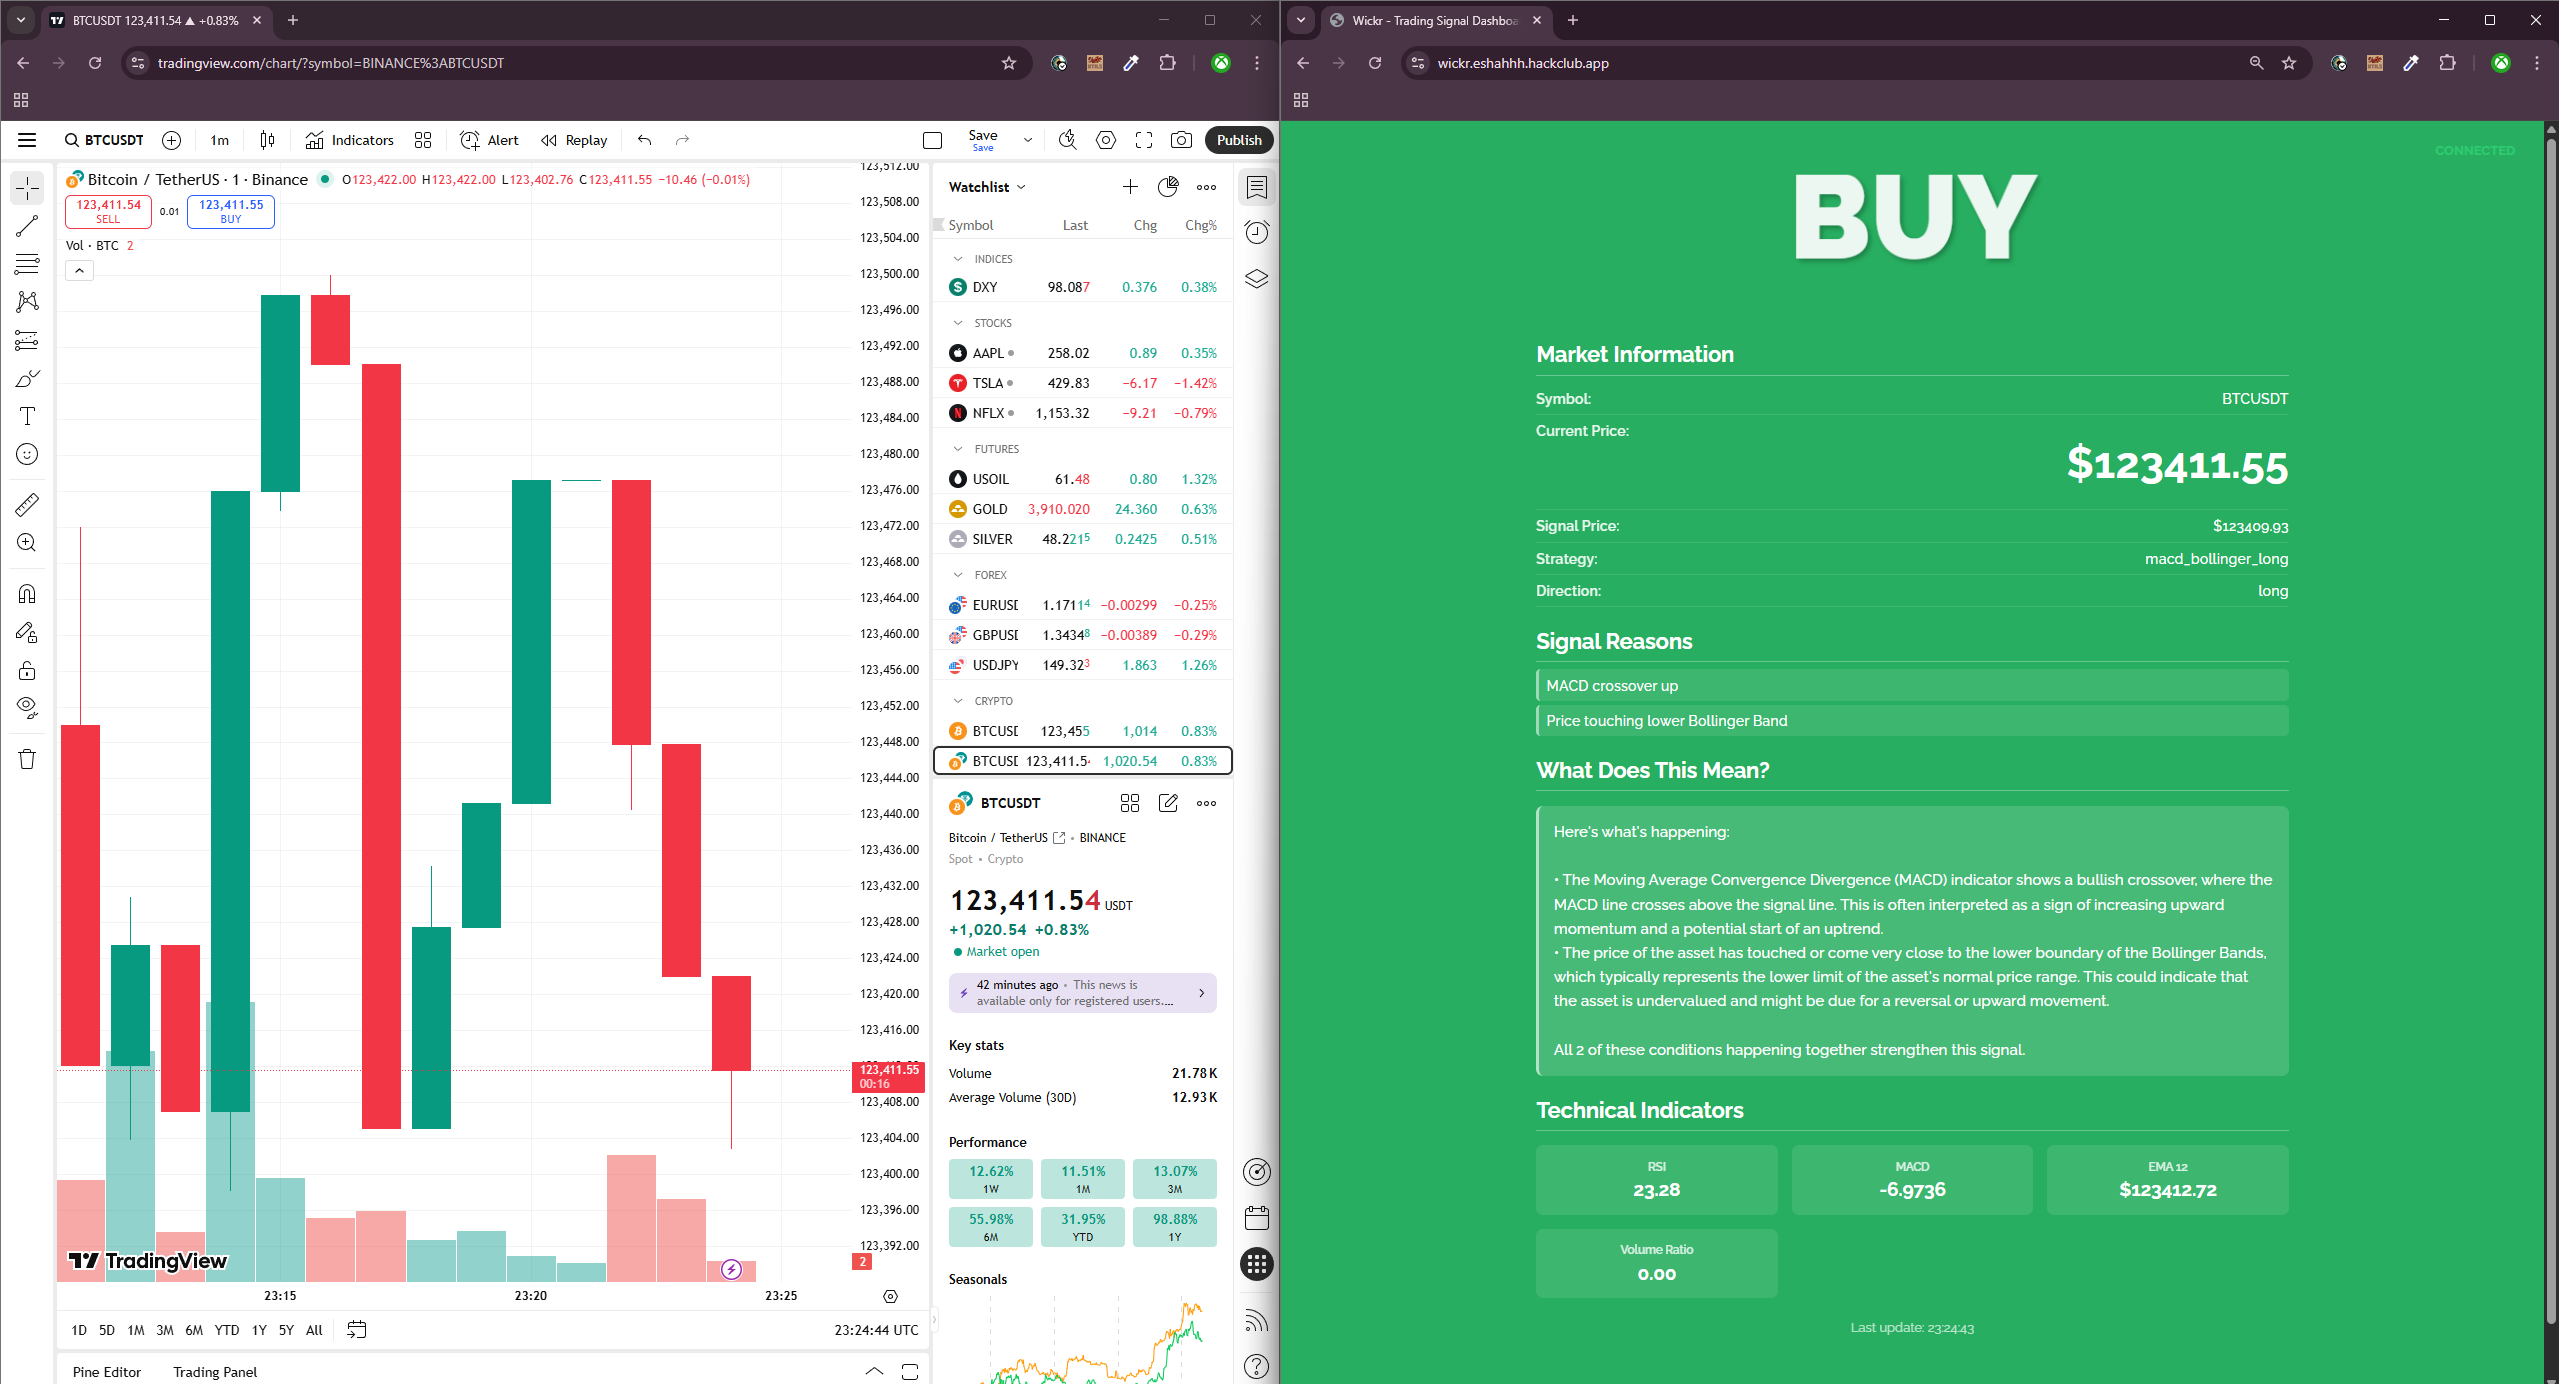 BTCUSDT 123,411.54 ▲ +0.83%
tradingview.com/chart/?symbol=BINANCE%3ABTCUSDT
BTCUSDT 1m Indicators Alert Replay Save Save Publish
Bitcoin / TetherUS · 1 · Binance O123,422.00 H123,422.00 L123,402.76 C123,411.55 −10.46 (−0.01%)
123,411.54 SELL 0.01 123,411.55 BUY
Vol · BTC 2
123,512.00
123,508.00
123,504.00
123,500.00
123,496.00
123,492.00
123,488.00
123,484.00
123,480.00
123,476.00
123,472.00
123,468.00
123,464.00
123,460.00
123,456.00
123,452.00
123,448.00
123,444.00
123,440.00
123,436.00
123,432.00
123,428.00
123,424.00
123,420.00
123,416.00
123,411.55
00:16
123,408.00
123,404.00
123,400.00
123,396.00
123,392.00
2
TradingView
23:15 23:20 23:25
1D 5D 1M 3M 6M YTD 1Y 5Y All 23:24:44 UTC
Pine Editor Trading Panel
Watchlist
Symbol Last Chg Chg%
INDICES
DXY 98.087 0.376 0.38%
STOCKS
AAPL 258.02 0.89 0.35%
TSLA 429.83 −6.17 −1.42%
NFLX 1,153.32 −9.21 −0.79%
FUTURES
USOIL 61.48 0.80 1.32%
GOLD 3,910.020 24.360 0.63%
SILVER 48.2215 0.2425 0.51%
FOREX
EURUSD 1.17114 −0.00299 −0.25%
GBPUSD 1.34348 −0.00389 −0.29%
USDJPY 149.323 1.863 1.26%
CRYPTO
BTCUSD 123,455 1,014 0.83%
BTCUSD 123,411.54 1,020.54 0.83%
BTCUSDT
Bitcoin / TetherUS • BINANCE
Spot • Crypto
123,411.54 USDT
+1,020.54 +0.83%
Market open
42 minutes ago • This news is
available only for registered users....
Key stats
Volume 21.78 K
Average Volume (30D) 12.93 K
Performance
12.62% 11.51% 13.07%
1W 1M 3M
55.98% 31.95% 98.88%
6M YTD 1Y
Seasonals
Wickr - Trading Signal Dashboa
wickr.eshahhh.hackclub.app
CONNECTED
BUY
Market Information
Symbol: BTCUSDT
Current Price:
$123411.55
Signal Price: $123409.93
Strategy: macd_bollinger_long
Direction: long
Signal Reasons
MACD crossover up
Price touching lower Bollinger Band
What Does This Mean?
Here's what's happening:
• The Moving Average Convergence Divergence (MACD) indicator shows a bullish crossover, where the
MACD line crosses above the signal line. This is often interpreted as a sign of increasing upward
momentum and a potential start of an uptrend.
• The price of the asset has touched or come very close to the lower boundary of the Bollinger Bands,
which typically represents the lower limit of the asset's normal price range. This could indicate that
the asset is undervalued and might be due for a reversal or upward movement.
All 2 of these conditions happening together strengthen this signal.
Technical Indicators
RSI MACD EMA 12
23.28 -6.9736 $123412.72
Volume Ratio
0.00
Last update: 23:24:43